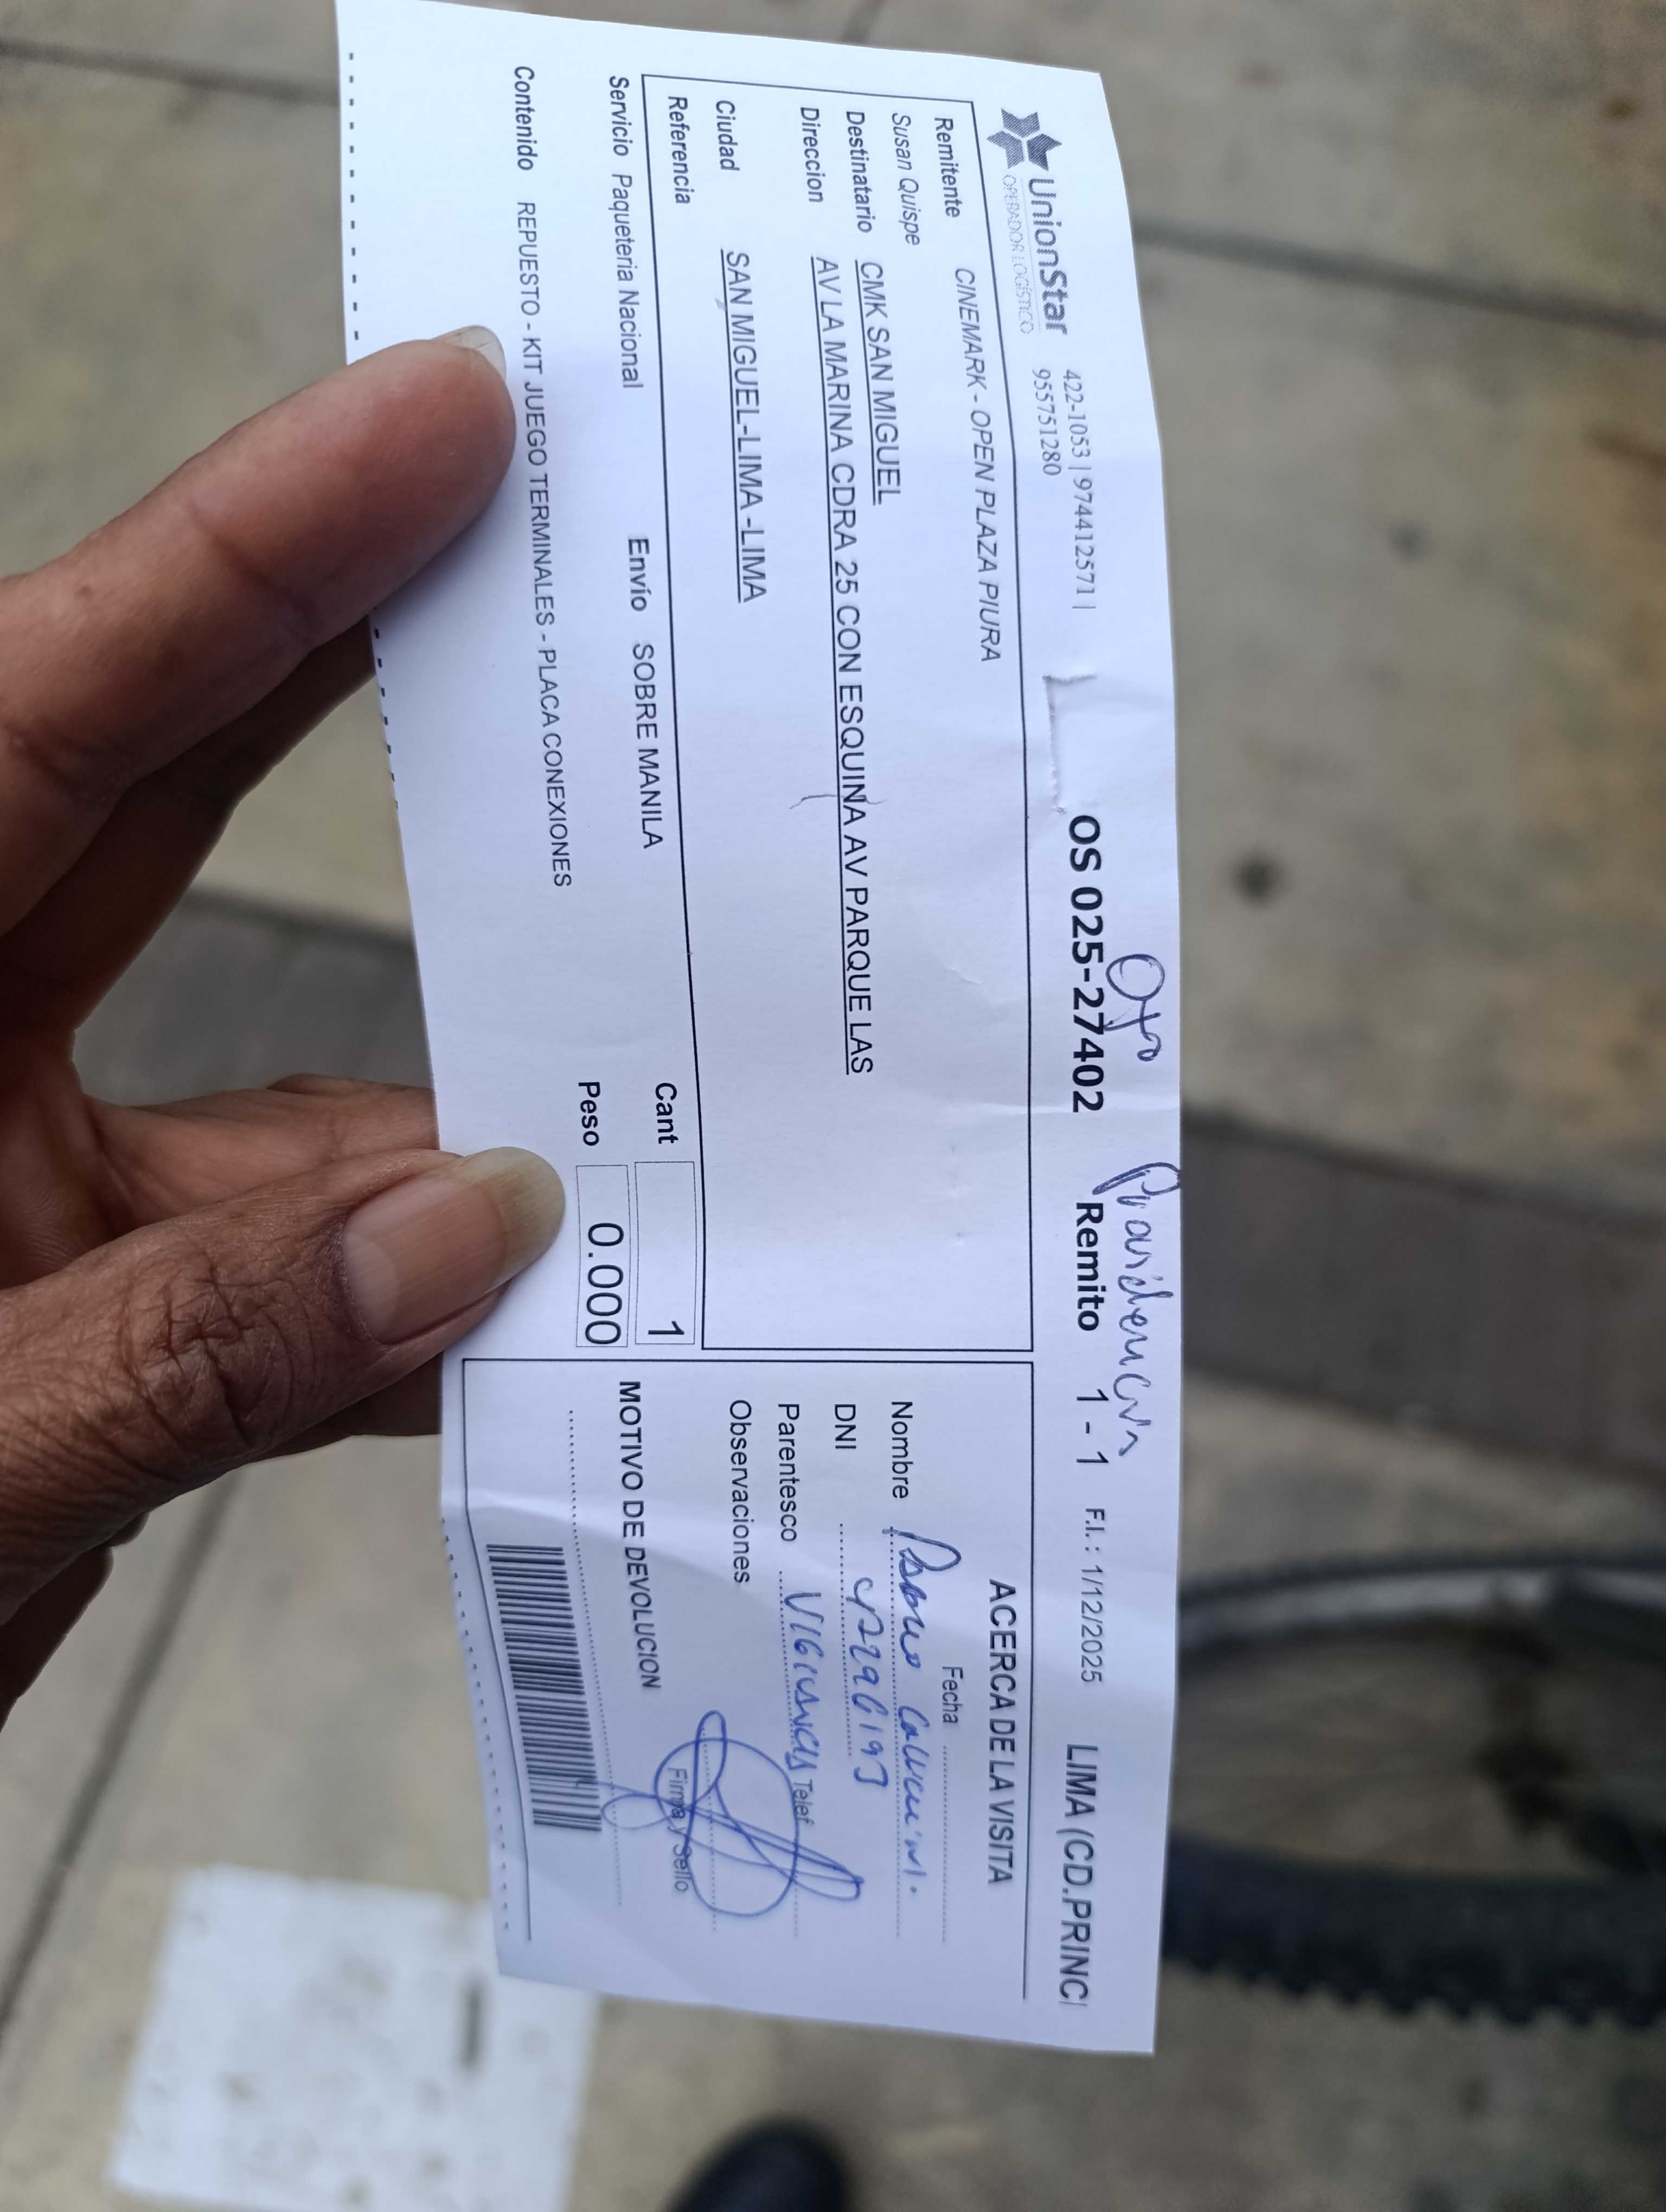 Ojo Providencia
UnionStar
OPERADOR LOGÍSTICO
422-1053 | 974412571 |
955751280
OS 025-27402 Remito 1 - 1 F.I. : 1/12/2025 LIMA (CD.PRINCI
Remitente CINEMARK - OPEN PLAZA PIURA
Susan Quispe
Destinatario CMK SAN MIGUEL
Direccion AV LA MARINA CDRA 25 CON ESQUINA AV PARQUE LAS
Ciudad SAN MIGUEL-LIMA -LIMA
Referencia
Servicio Paqueteria Nacional Envío SOBRE MANILA Cant 1
Contenido REPUESTO - KIT JUEGO TERMINALES - PLACA CONEXIONES Peso 0.000
ACERCA DE LA VISITA
Fecha
Nombre
DNI
Parentesco VIGILANCIA Telef
Observaciones
Firma y Sello
MOTIVO DE DEVOLUCION